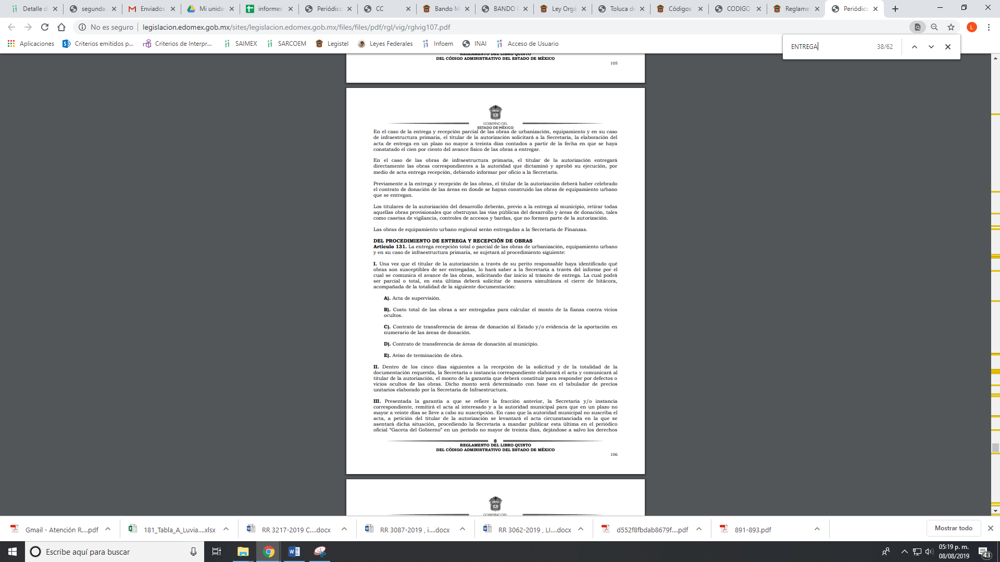 Detalle d
segunda.
Enviados
Mi unida
informes
Periódico
CC
Bando M
BANDO
Ley Orgá
Toluca de
Códigos
CODIGO
Reglame
Periódic
No es seguro | legislacion.edomex.gob.mx/sites/legislacion.edomex.gob.mx/files/files/pdf/rgl/vig/rglvig107.pdf
L
Aplicaciones
Criterios emitidos p...
Criterios de Interpr...
SAIMEX
SARCOEM
Legistel
Leyes Federales
Infoem
INAI
Acceso de Usuario
ENTREGA 38/62
REGLAMENTO DEL LIBRO QUINTO
DEL CÓDIGO ADMINISTRATIVO DEL ESTADO DE MÉXICO
105
GOBIERNO DEL
ESTADO DE MÉXICO
En el caso de la entrega y recepción parcial de las obras de urbanización, equipamiento y en su caso
de infraestructura primaria, el titular de la autorización solicitará a la Secretaría, la elaboración del
acta de entrega en un plazo no mayor a treinta días contados a partir de la fecha en que se haya
constatado el cien por ciento del avance físico de las obras a entregar.
En el caso de las obras de infraestructura primaria, el titular de la autorización entregará
directamente las obras correspondientes a la autoridad que dictaminó y aprobó su ejecución, por
medio de acta entrega recepción, debiendo informar por oficio a la Secretaría.
Previamente a la entrega y recepción de las obras, el titular de la autorización deberá haber celebrado
el contrato de donación de las áreas en donde se hayan construido las obras de equipamiento urbano
que se entregan.
Los titulares de la autorización del desarrollo deberán, previo a la entrega al municipio, retirar todas
aquellas obras provisionales que obstruyan las vías públicas del desarrollo y áreas de donación, tales
como casetas de vigilancia, controles de accesos y bardas, que no formen parte de la autorización.
Las obras de equipamiento urbano regional serán entregadas a la Secretaría de Finanzas.
DEL PROCEDIMIENTO DE ENTREGA Y RECEPCIÓN DE OBRAS
Artículo 131. La entrega recepción total o parcial de las obras de urbanización, equipamiento urbano
y en su caso de infraestructura primaria, se sujetará al procedimiento siguiente:
I. Una vez que el titular de la autorización a través de su perito responsable haya identificado qué
obras son susceptibles de ser entregadas, lo hará saber a la Secretaría a través del informe por el
cual se comunica el avance de las obras, solicitando dar inicio al trámite de entrega. La cual podrá
ser parcial o total, en esta última deberá solicitar de manera simultánea el cierre de bitácora,
acompañada de la totalidad de la siguiente documentación:
A). Acta de supervisión.
B). Costo total de las obras a ser entregadas para calcular el monto de la fianza contra vicios
ocultos.
C). Contrato de transferencia de áreas de donación al Estado y/o evidencia de la aportación en
numerario de las áreas de donación.
D). Contrato de transferencia de áreas de donación al municipio.
E). Aviso de terminación de obra.
II. Dentro de los cinco días siguientes a la recepción de la solicitud y de la totalidad de la
documentación requerida, la Secretaría o instancia correspondiente elaborará el acta y comunicará al
titular de la autorización, el monto de la garantía que deberá constituir para responder por defectos o
vicios ocultos de las obras. Dicho monto será determinado con base en el tabulador de precios
unitarios elaborado por la Secretaría de Infraestructura.
III. Presentada la garantía a que se refiere la fracción anterior, la Secretaría y/o instancia
correspondiente, remitirá el acta al interesado y a la autoridad municipal para que en un plazo no
mayor a veinte días se lleve a cabo su suscripción. En caso que la autoridad municipal no suscriba el
acta, a petición del titular de la autorización se levantará el acta circunstanciada en la que se
asentará dicha situación, procediendo la Secretaría a mandar publicar esta última en el periódico
oficial “Gaceta del Gobierno” en un período no mayor de treinta días, dejándose a salvo los derechos
REGLAMENTO DEL LIBRO QUINTO
DEL CÓDIGO ADMINISTRATIVO DEL ESTADO DE MÉXICO
106
GOBIERNO DEL
Gmail - Atención R....pdf
181_Tabla_A_Luvia....xlsx
RR 3217-2019 C....docx
RR 3087-2019 , i....docx
RR 3062-2019 , LI....docx
d552f8fbdab8679f....pdf
891-893.pdf
Mostrar todo
Escribe aquí para buscar
05:19 p. m.
08/08/2019
43